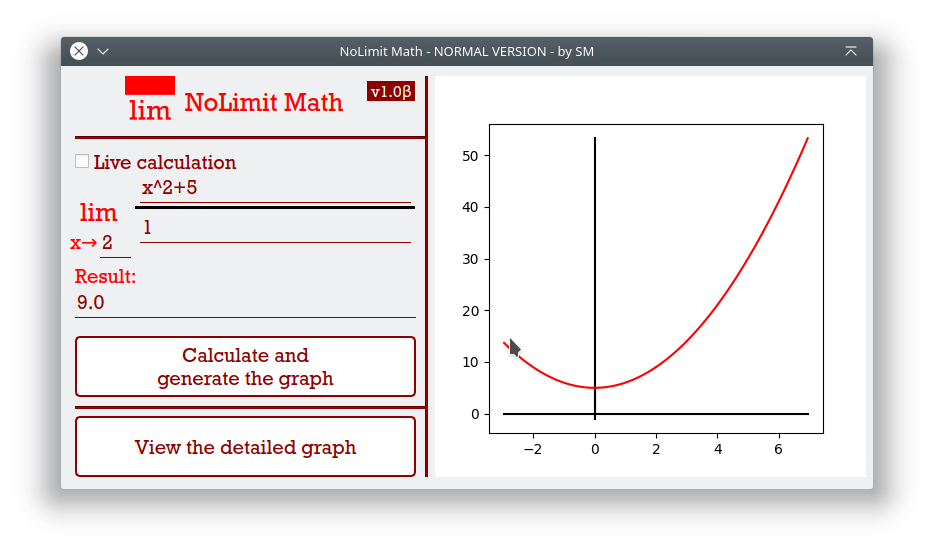 NoLimit Math - NORMAL VERSION - by SM
lim NoLimit Math v1.0β
Live calculation
x^2+5
lim
1
x→ 2
Result:
9.0
Calculate and
generate the graph
View the detailed graph
50
40
30
20
10
0
−2 0 2 4 6